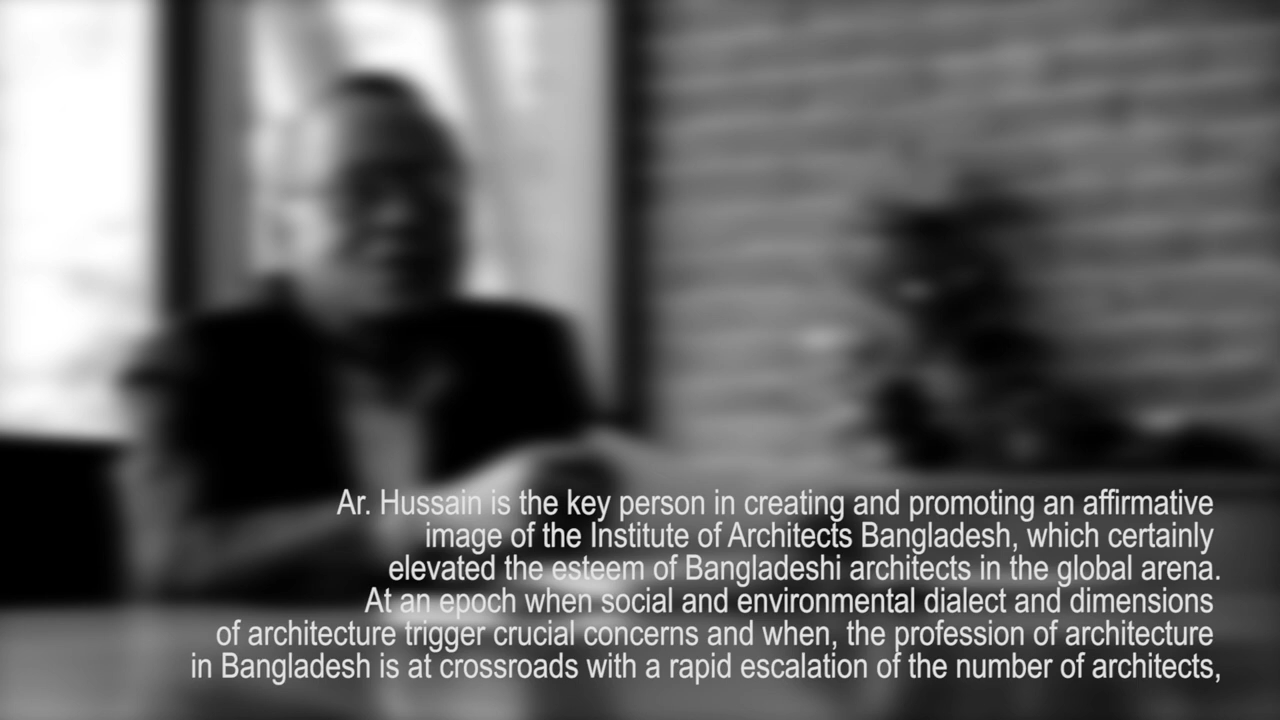 Ar. Hussain is the key person in creating and promoting an affirmative
image of the Institute of Architects Bangladesh, which certainly
elevated the esteem of Bangladeshi architects in the global arena.
At an epoch when social and environmental dialect and dimensions
of architecture trigger crucial concerns and when, the profession of architecture
in Bangladesh is at crossroads with a rapid escalation of the number of architects,